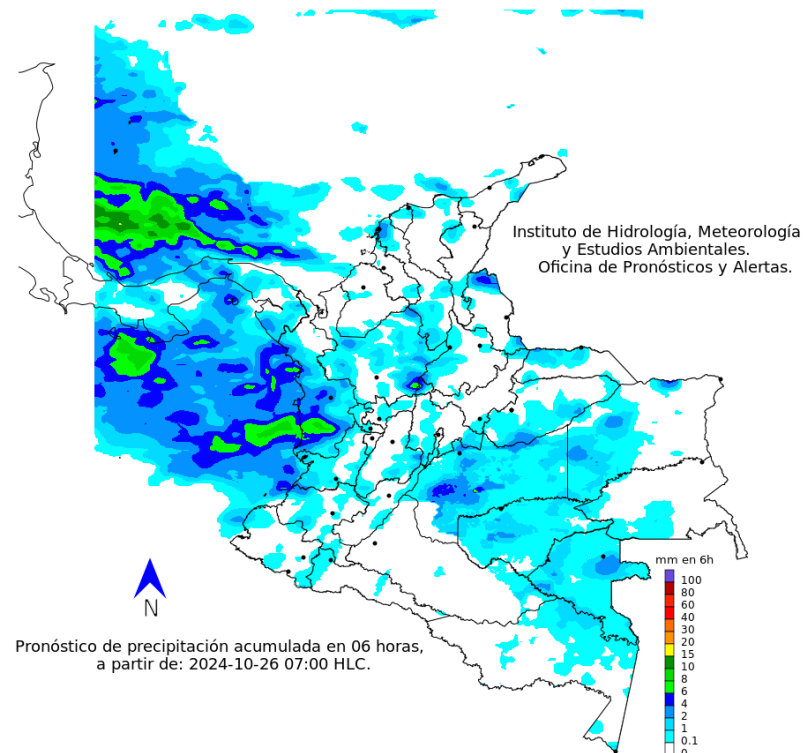 Instituto de Hidrología, Meteorología
y Estudios Ambientales.
Oficina de Pronósticos y Alertas.
mm en 6h
100
80
60
40
30
20
15
10
8
6
4
2
1
0.1
0
N
Pronóstico de precipitación acumulada en 06 horas,
a partir de: 2024-10-26 07:00 HLC.